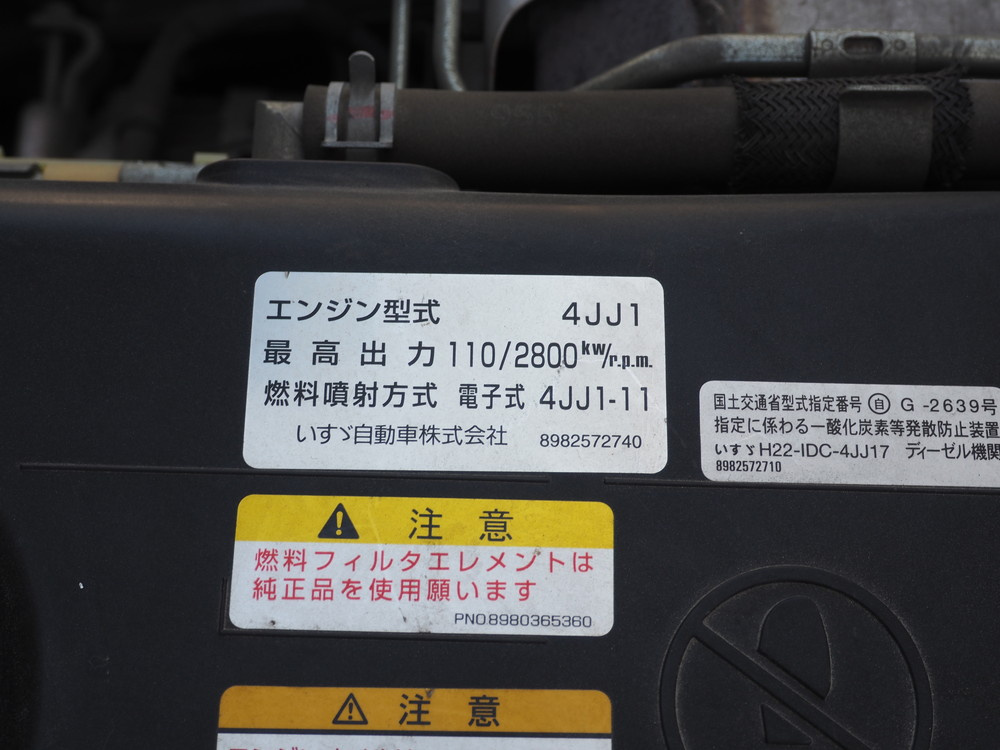 エンジン型式 4JJ1
最高出力 110/2800kw/r.p.m.
燃料噴射方式 電子式 4JJ1-11
いすゞ自動車株式会社 8982572740
国土交通省型式指定番号 自 G -2639号
指定に係わる一酸化炭素等発散防止装置
いすゞH22-IDC-4JJ17 ディーゼル機関
8982572710
注意
燃料フィルタエレメントは
純正品を使用願います
PNO.8980365360
注意